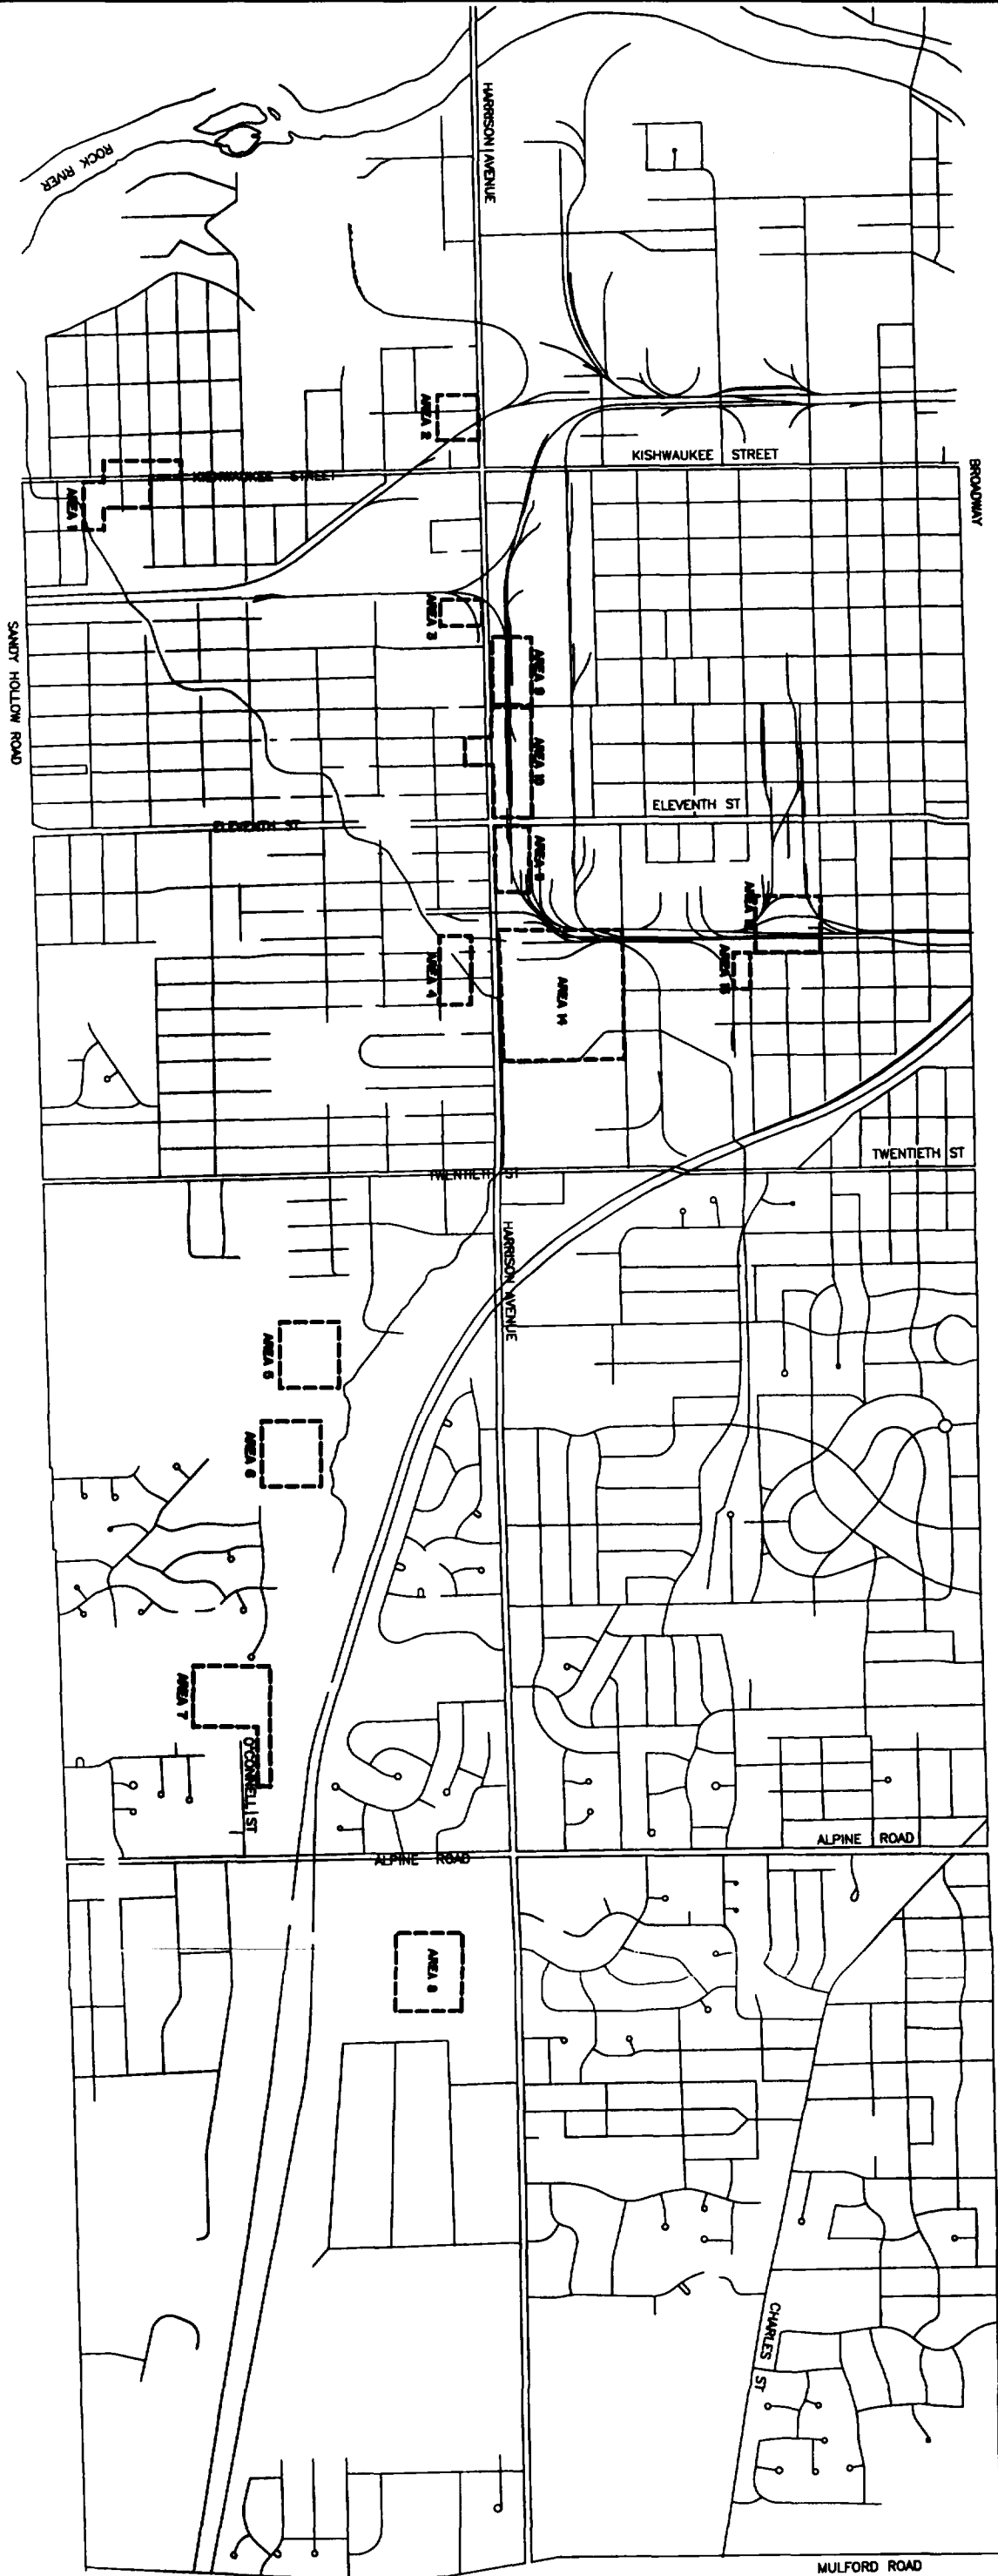 ROCK RIVER
HARRISON AVENUE
AREA 2
KISHWAUKEE STREET
BROADWAY
KISHWAUKEE STREET
AREA 1
AREA 3
SANDY HOLLOW ROAD
AREA 9
AREA 10
ELEVENTH ST
ELEVENTH ST
AREA 4
AREA 14
TWENTIETH ST
TWENTIETH ST
HARRISON AVENUE
AREA 5
AREA 6
AREA 7
O'CONNELL ST
ALPINE ROAD
ALPINE ROAD
AREA 8
CHARLES ST
MULFORD ROAD